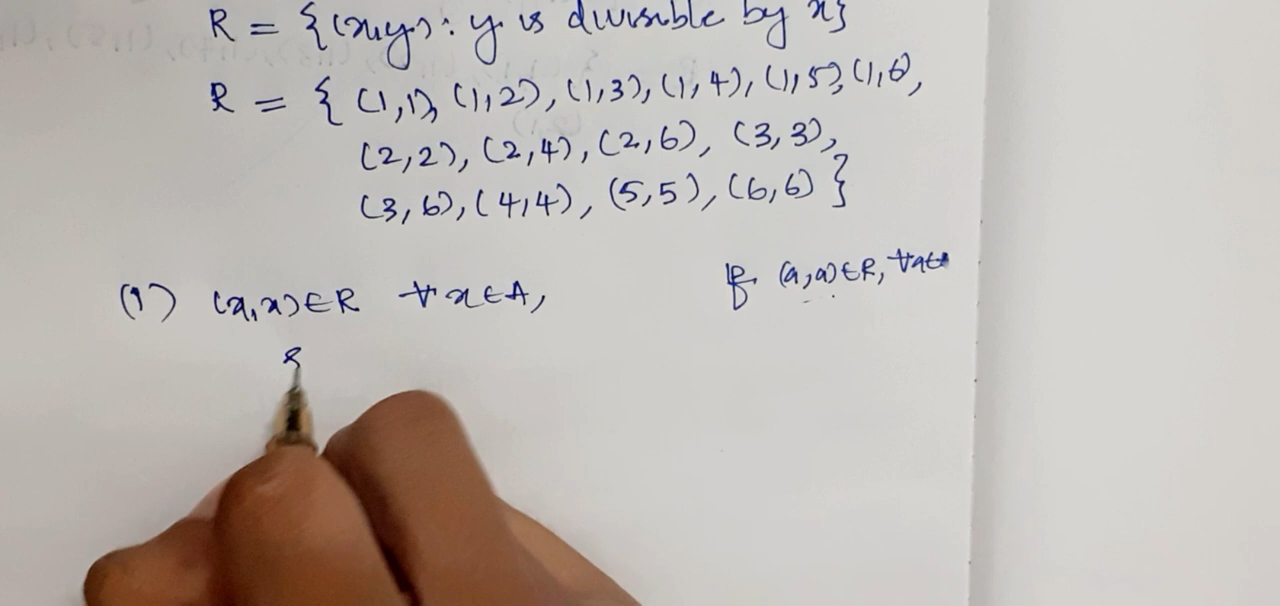 R = {(x,y) : y is divisible by x}
R = { (1,1), (1,2), (1,3), (1,4), (1,5), (1,6),
(2,2), (2,4), (2,6), (3,3),
(3,6), (4,4), (5,5), (6,6) }
(1) (x,x)∈R ∀ x∈A,
If (a,a)∈R, ∀a∈